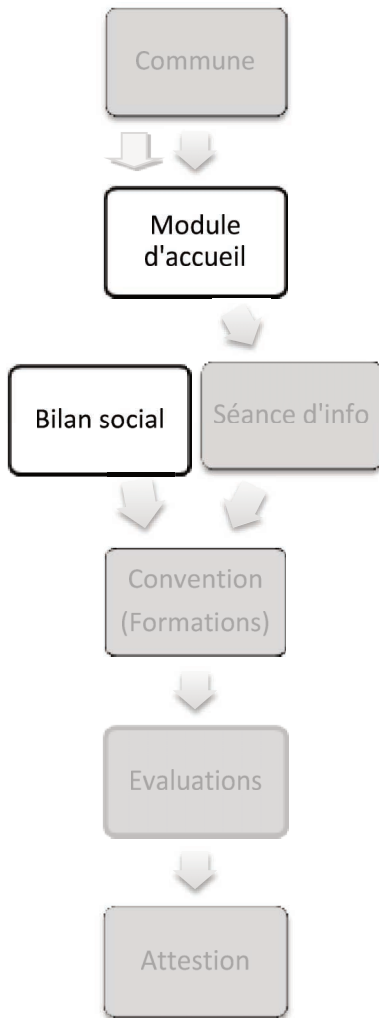 Commune
Module
d'accueil
Bilan social
Séance d'info
Convention
(Formations)
Evaluations
Attestion